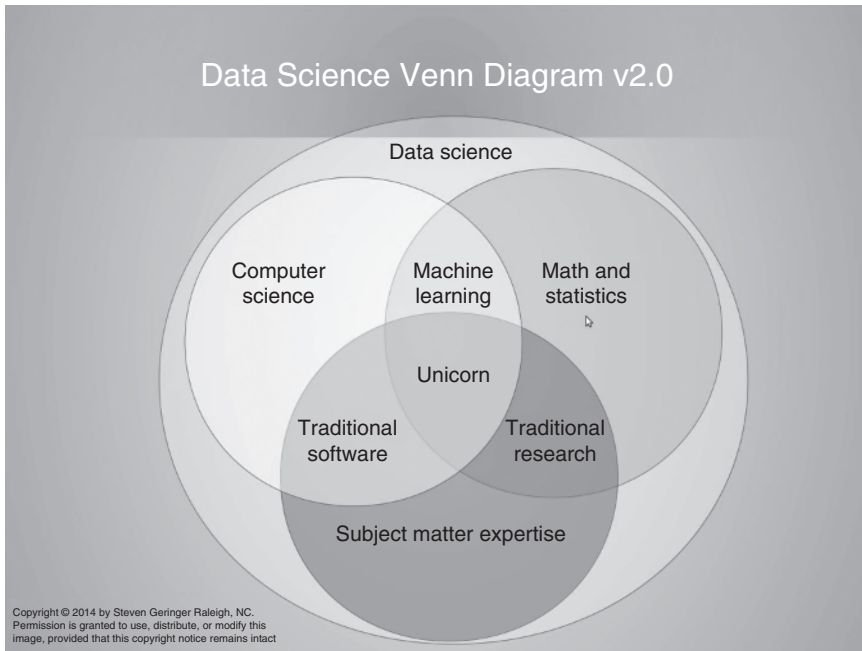 Data Science Venn Diagram v2.0
Data science
Computer
science
Machine
learning
Math and
statistics
Unicorn
Traditional
software
Traditional
research
Subject matter expertise
Copyright © 2014 by Steven Geringer Raleigh, NC.
Permission is granted to use, distribute, or modify this
image, provided that this copyright notice remains intact